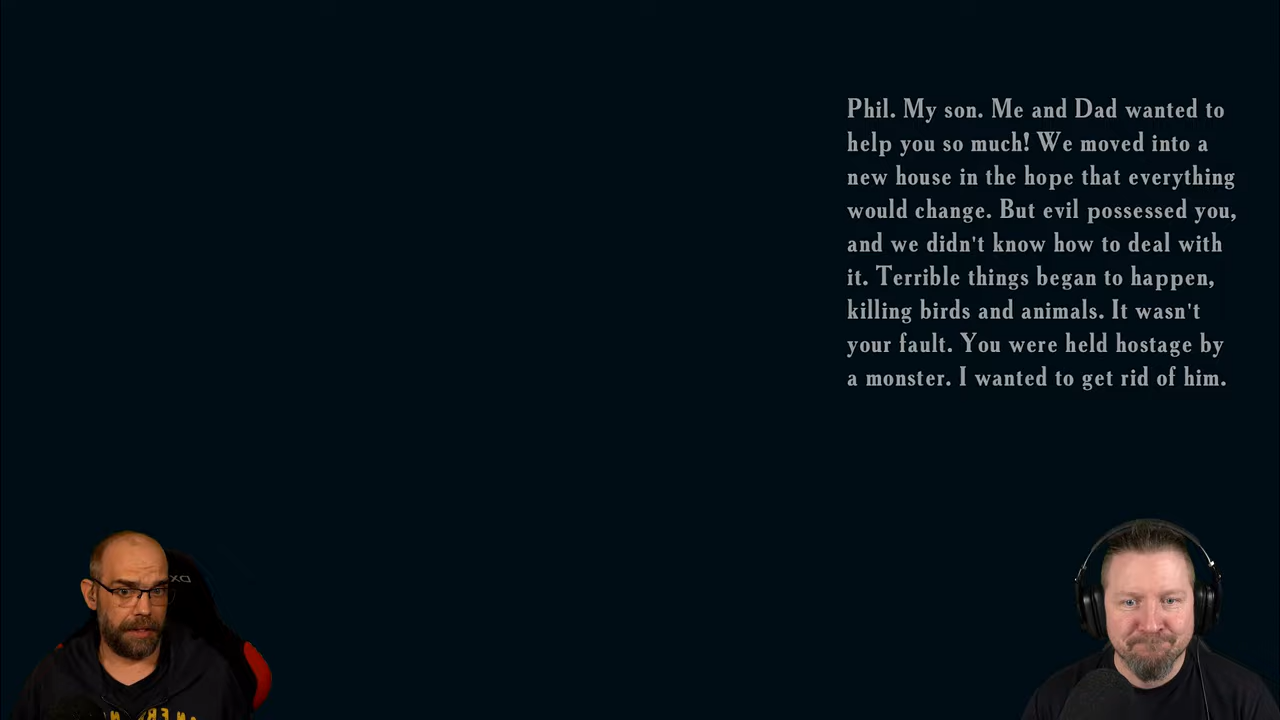 Phil. My son. Me and Dad wanted to
help you so much! We moved into a
new house in the hope that everything
would change. But evil possessed you,
and we didn't know how to deal with
it. Terrible things began to happen,
killing birds and animals. It wasn't
your fault. You were held hostage by
a monster. I wanted to get rid of him.
DX